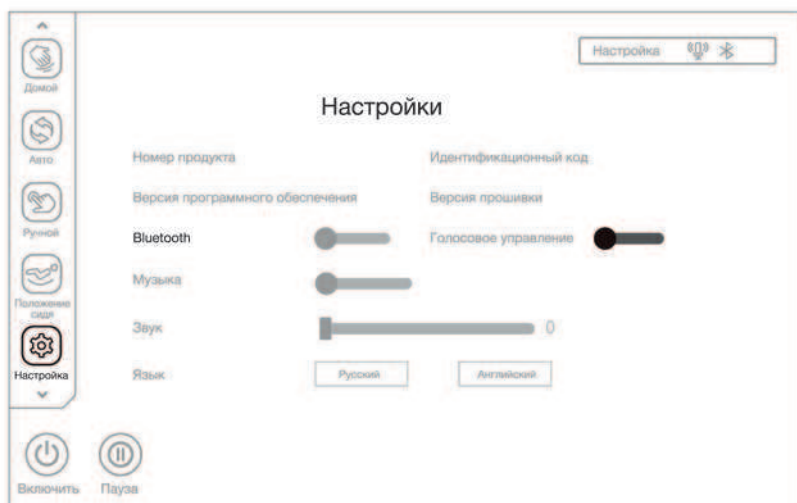 Настройка
Домой
Настройки
Авто
Номер продукта
Идентификационный код
Версия программного обеспечения
Версия прошивки
Ручной
Bluetooth
Голосовое управление
Музыка
Положение
сидя
Звук
0
Настройка
Язык
Русский
Английский
Включить
Пауза